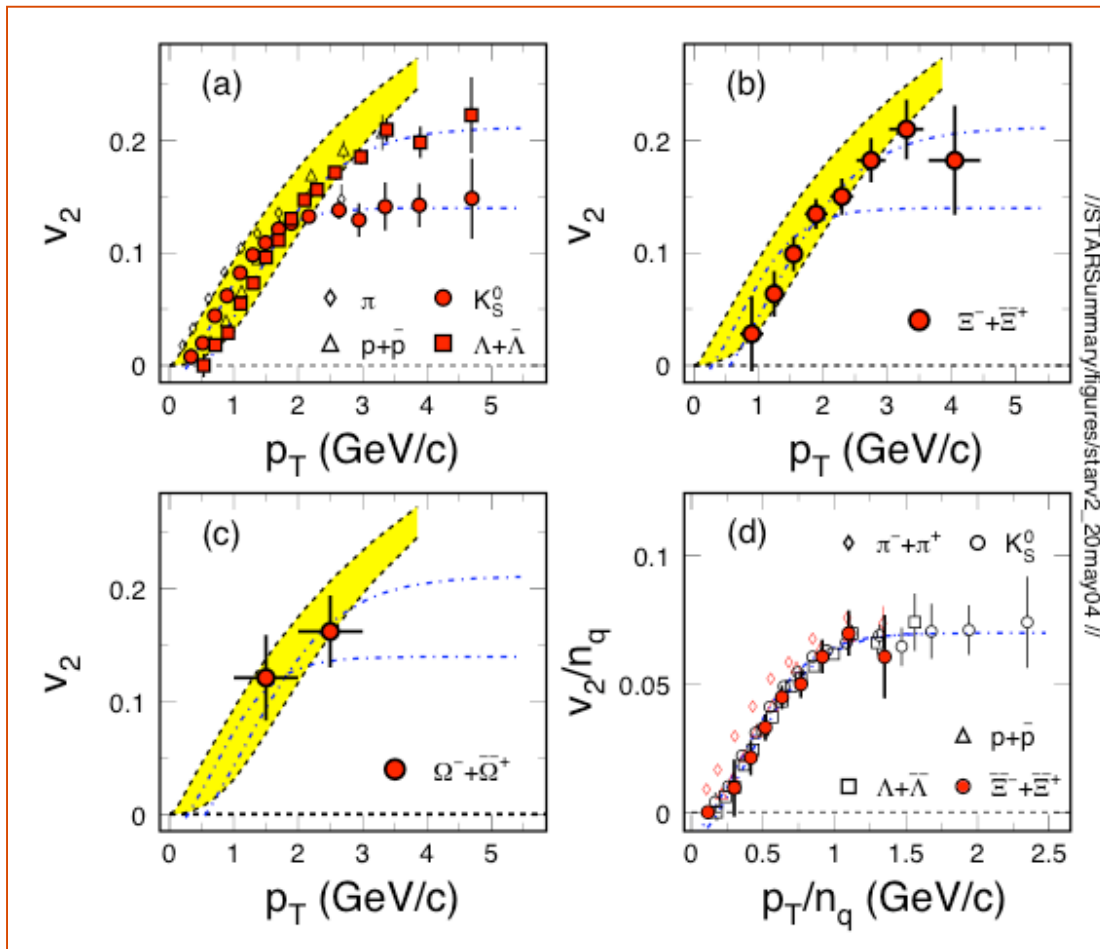 (a)
v₂
0.2
0.1
0
π
K⁰S
p+p̄
Λ+Λ̄
0 1 2 3 4 5
pT (GeV/c)
(b)
v₂
0.2
0.1
0
Ξ⁻+Ξ̄⁺
0 1 2 3 4 5
pT (GeV/c)
(c)
v₂
0.2
0.1
0
Ω⁻+Ω̄⁺
0 1 2 3 4 5
pT (GeV/c)
(d)
v₂/nq
0.1
0.05
0
π⁻+π⁺
K⁰S
p+p̄
Λ+Λ̄
Ξ̄⁻+Ξ̄⁺
0 0.5 1 1.5 2 2.5
pT/nq (GeV/c)
//STARSummary/figures/starv2_20may04 //